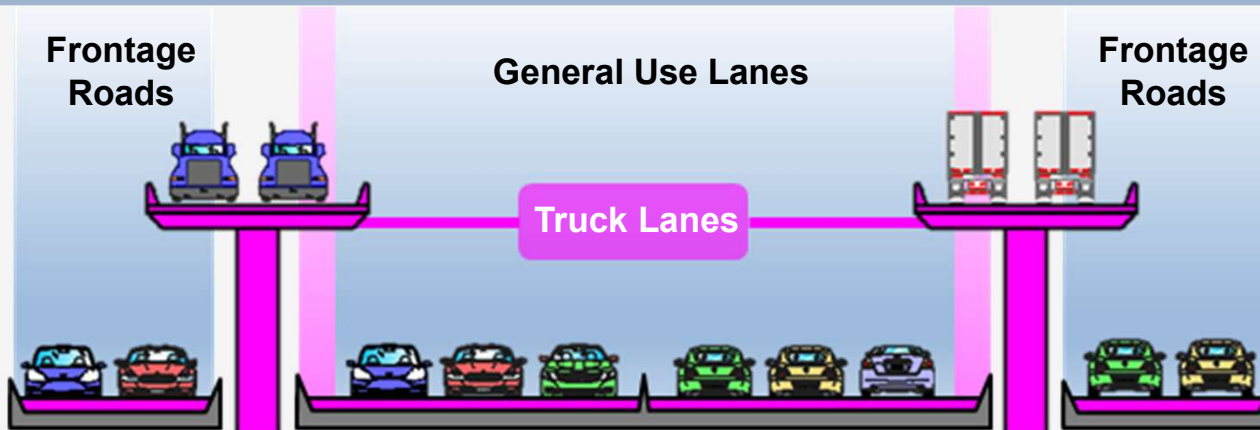 Frontage
Roads
General Use Lanes
Frontage
Roads
Truck Lanes